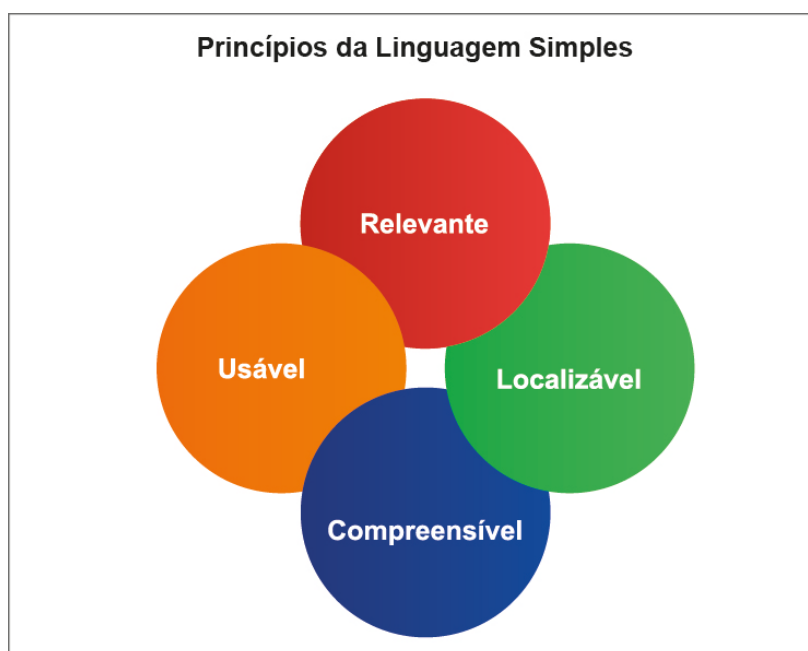 Princípios da Linguagem Simples
Relevante
Usável
Localizável
Compreensível